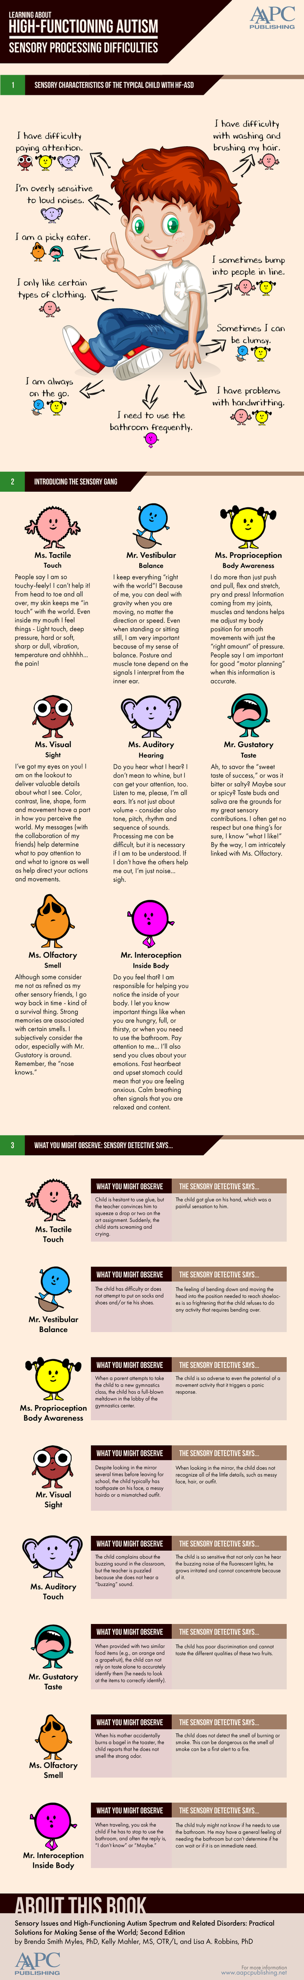 LEARNING ABOUT
HIGH-FUNCTIONING AUTISM
SENSORY PROCESSING DIFFICULTIES
AAPC
PUBLISHING
1
SENSORY CHARACTERISTICS OF THE TYPICAL CHILD WITH HF-ASD
I have difficulty
paying attention.
I have difficulty
with washing and
brushing my hair.
I'm overly sensitive
to loud noises.
I am a picky eater.
I only like certain
types of clothing.
I sometimes bump
into people in line.
Sometimes I can
be clumsy.
I am always
on the go.
I need to use the
bathroom frequently.
I have problems
with handwriting.
2
INTRODUCING THE SENSORY GANG
Ms. Tactile
Touch
People say I am so
touchy-feely! I can't help it!
From head to toe and all
over, my skin keeps me "in
touch" with the world. Even
inside my mouth I feel
things - Light touch, deep
pressure, hard or soft,
sharp or dull, vibration,
temperature and ohhhhh...
the pain!
Mr. Vestibular
Balance
I keep everything "right
with the world"! Because
of me, you can deal with
gravity when you are
moving, no matter the
direction or speed. Even
when standing or sitting
still, I am very important
because of my sense of
balance. Posture and
muscle tone depend on the
signals I interpret from the
inner ear.
Ms. Proprioception
Body Awareness
I do more than just push
and pull, flex and stretch,
pry and press! Information
coming from my joints,
muscles and tendons helps
me adjust my body
position for smooth
movements with just the
"right amount" of pressure.
People say I am important
for good "motor planning"
when this information is
accurate.
Ms. Visual
Sight
I've got my eyes on you! I
am on the lookout to
deliver valuable details
about what I see. Color,
contrast, line, shape, form
and movement have a part
in how you perceive the
world. My messages (with
the collaboration of my
friends) help determine
what to pay attention to
and what to ignore as well
as help direct your actions
and movements.
Ms. Auditory
Hearing
Do you hear what I hear? I
don't mean to whine, but I
can get your attention, too.
Listen to me, please, I'm all
ears. It's not just about
volume - consider also
tone, pitch, rhythm and
sequence of sounds.
Processing me can be
difficult, but it is necessary
if I am to be understood. If
I don't have the others help
me out, I'm just noise...
sigh.
Mr. Gustatory
Taste
Ah, to savor the "sweet
taste of success," or was it
bitter or salty? Maybe sour
or spicy? Taste buds and
saliva are the grounds for
my great sensory
contributions. I often get no
respect but one thing's for
sure, I know "what I like!"
By the way, I am intricately
linked with Ms. Olfactory.
Ms. Olfactory
Smell
Although some consider
me not as refined as my
other sensory friends, I go
way back in time - kind of
a survival thing. Strong
memories are associated
with certain smells. I
subjectively consider the
odor, especially with Mr.
Gustatory is around.
Remember, the "nose
knows."
Mr. Interoception
Inside Body
Do you feel that? I am
responsible for helping you
notice the inside of your
body. I let you know
important things like when
you are hungry, full, or
thirsty, or when you need
to use the bathroom. Pay
attention to me... I'll also
send you clues about your
emotions. Fast heartbeat
and upset stomach could
mean that you are feeling
anxious. Calm breathing
often signals that you are
relaxed and content.
3
WHAT YOU MIGHT OBSERVE: SENSORY DETECTIVE SAYS...
Ms. Tactile
Touch
WHAT YOU MIGHT OBSERVE
THE SENSORY DETECTIVE SAYS...
Child is hesitant to use glue, but
the teacher convinces him to
squeeze a drop or two on the
art assignment. Suddenly, the
child starts screaming and
crying.
The child got glue on his hand, which was a
painful sensation to him.
Mr. Vestibular
Balance
WHAT YOU MIGHT OBSERVE
THE SENSORY DETECTIVE SAYS...
The child has difficulty or does
not attempt to put on socks and
shoes and/or tie his shoes.
The feeling of bending down and moving the
head into the position needed to reach shoelac-
es is so frightening that the child refuses to do
any activity that requires bending over.
Ms. Proprioception
Body Awareness
WHAT YOU MIGHT OBSERVE
THE SENSORY DETECTIVE SAYS...
When a parent attempts to take
the child to a new gymnastics
class, the child has a full-blown
meltdown in the lobby of the
gymnastics center.
The child is so adverse to even the potential of a
movement activity that it triggers a panic
response.
Mr. Visual
Sight
WHAT YOU MIGHT OBSERVE
THE SENSORY DETECTIVE SAYS...
Despite looking in the mirror
several times before leaving for
school, the child typically has
toothpaste on his face, a messy
hairdo or a mismatched outfit.
When looking in the mirror, the child does not
recognize all of the little details, such as messy
face, hair, or outfit.
Ms. Auditory
Touch
WHAT YOU MIGHT OBSERVE
THE SENSORY DETECTIVE SAYS...
The child complains about the
buzzing sound in the classroom,
but the teacher is puzzled
because she does not hear a
"buzzing" sound.
The child is so sensitive that not only can he hear
the buzzing noise of the fluorescent lights, he
grows irritated and cannot concentrate because
of it.
Mr. Gustatory
Taste
WHAT YOU MIGHT OBSERVE
THE SENSORY DETECTIVE SAYS...
When provided with two similar
food items (e.g., an orange and
a grapefruit), the child can not
rely on taste alone to accurately
identify them (he needs to look
at the items to correctly identify).
The child has poor discrimination and cannot
taste the different qualities of these two fruits.
Ms. Olfactory
Smell
WHAT YOU MIGHT OBSERVE
THE SENSORY DETECTIVE SAYS...
When his mother accidentally
burns a bagel in the toaster, the
child reports that he does not
smell the strong odor.
The child does not detect the smell of burning or
smoke. This can be dangerous as the smell of
smoke can be a first alert to a fire.
Mr. Interoception
Inside Body
WHAT YOU MIGHT OBSERVE
THE SENSORY DETECTIVE SAYS...
When traveling, you ask the
child if he has to stop to use the
bathroom, and often the reply is,
"I don't know" or "Maybe."
The child truly might not know if he needs to use
the bathroom. He may have a general feeling of
needing the bathroom but can't determine if he
can wait or if it is an immediate need.
ABOUT THIS BOOK
Sensory Issues and High-Functioning Autism Spectrum and Related Disorders: Practical
Solutions for Making Sense of the World; Second Edition
by Brenda Smith Myles, PhD, Kelly Mahler, MS, OTR/L, and Lisa A. Robbins, PhD
AAPC
PUBLISHING
For more information
www.aapcpublishing.net